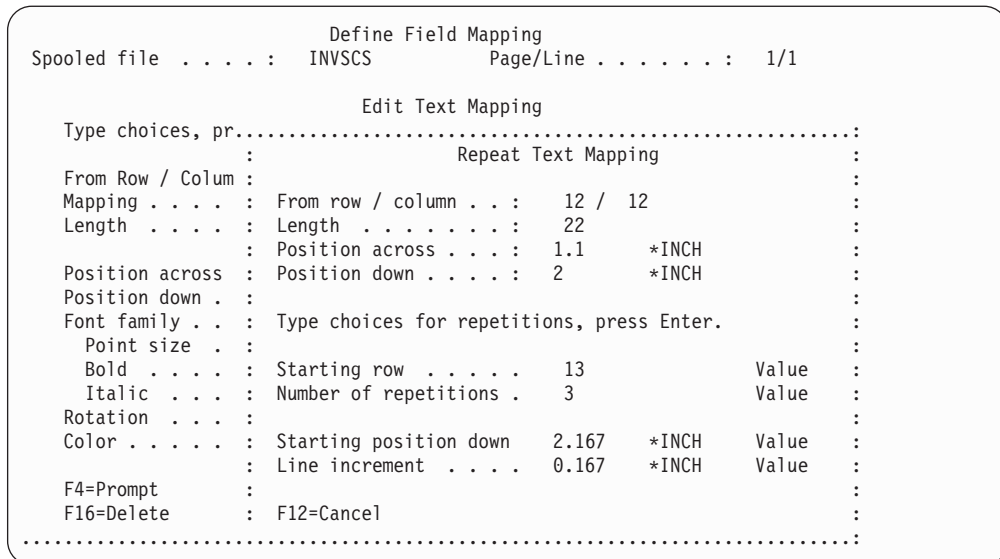 Define Field Mapping
Spooled file . . . . : INVSCS Page/Line . . . . . . : 1/1
Edit Text Mapping
Type choices, pr..........................................................:
: Repeat Text Mapping :
From Row / Colum : :
Mapping . . . . : From row / column . . : 12 / 12 :
Length . . . . : Length . . . . . . . : 22 :
: Position across . . . : 1.1 *INCH :
Position across : Position down . . . . : 2 *INCH :
Position down . : :
Font family . . : Type choices for repetitions, press Enter. :
Point size . : :
Bold . . . . : Starting row . . . . . 13 Value :
Italic . . . : Number of repetitions . 3 Value :
Rotation . . . : :
Color . . . . . : Starting position down 2.167 *INCH Value :
: Line increment . . . . 0.167 *INCH Value :
F4=Prompt : :
F16=Delete : F12=Cancel :
..............................................................................: